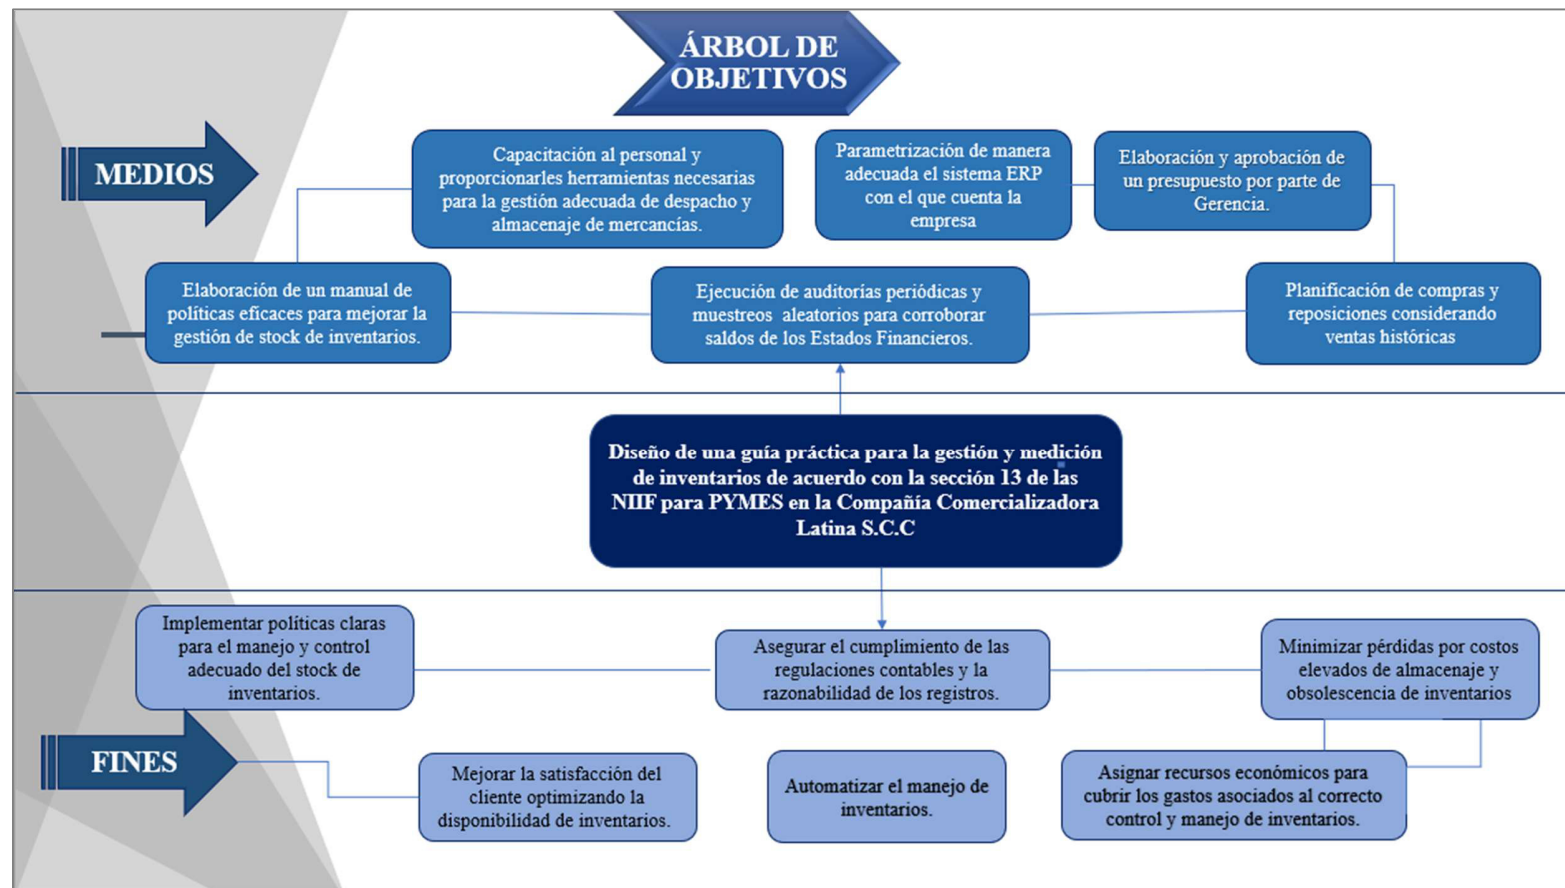 ÁRBOL DE
OBJETIVOS
MEDIOS
Capacitación al personal y
proporcionarles herramientas necesarias
para la gestión adecuada de despacho y
almacenaje de mercancías.
Parametrización de manera
adecuada el sistema ERP
con el que cuenta la
empresa
Elaboración y aprobación de
un presupuesto por parte de
Gerencia.
Elaboración de un manual de
políticas eficaces para mejorar la
gestión de stock de inventarios.
Ejecución de auditorías periódicas y
muestreos aleatorios para corroborar
saldos de los Estados Financieros.
Planificación de compras y
reposiciones considerando
ventas históricas
Diseño de una guía práctica para la gestión y medición
de inventarios de acuerdo con la sección 13 de las
NIIF para PYMES en la Compañía Comercializadora
Latina S.C.C
Implementar políticas claras
para el manejo y control
adecuado del stock de
inventarios.
Asegurar el cumplimiento de las
regulaciones contables y la
razonabilidad de los registros.
Minimizar pérdidas por costos
elevados de almacenaje y
obsolescencia de inventarios
FINES
Mejorar la satisfacción del
cliente optimizando la
disponibilidad de inventarios.
Automatizar el manejo de
inventarios.
Asignar recursos económicos para
cubrir los gastos asociados al correcto
control y manejo de inventarios.